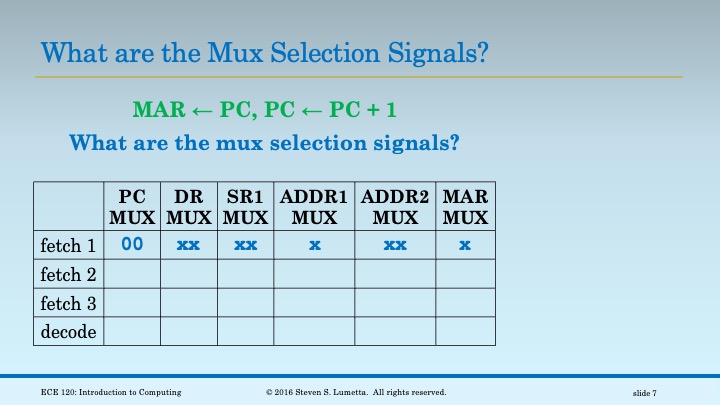 What are the Mux Selection Signals?
MAR ← PC, PC ← PC + 1
What are the mux selection signals?
PC MUX DR MUX SR1 MUX ADDR1 MUX ADDR2 MUX MAR MUX
fetch 1 00 xx xx x xx x
fetch 2
fetch 3
decode
ECE 120: Introduction to Computing © 2016 Steven S. Lumetta. All rights reserved. slide 7